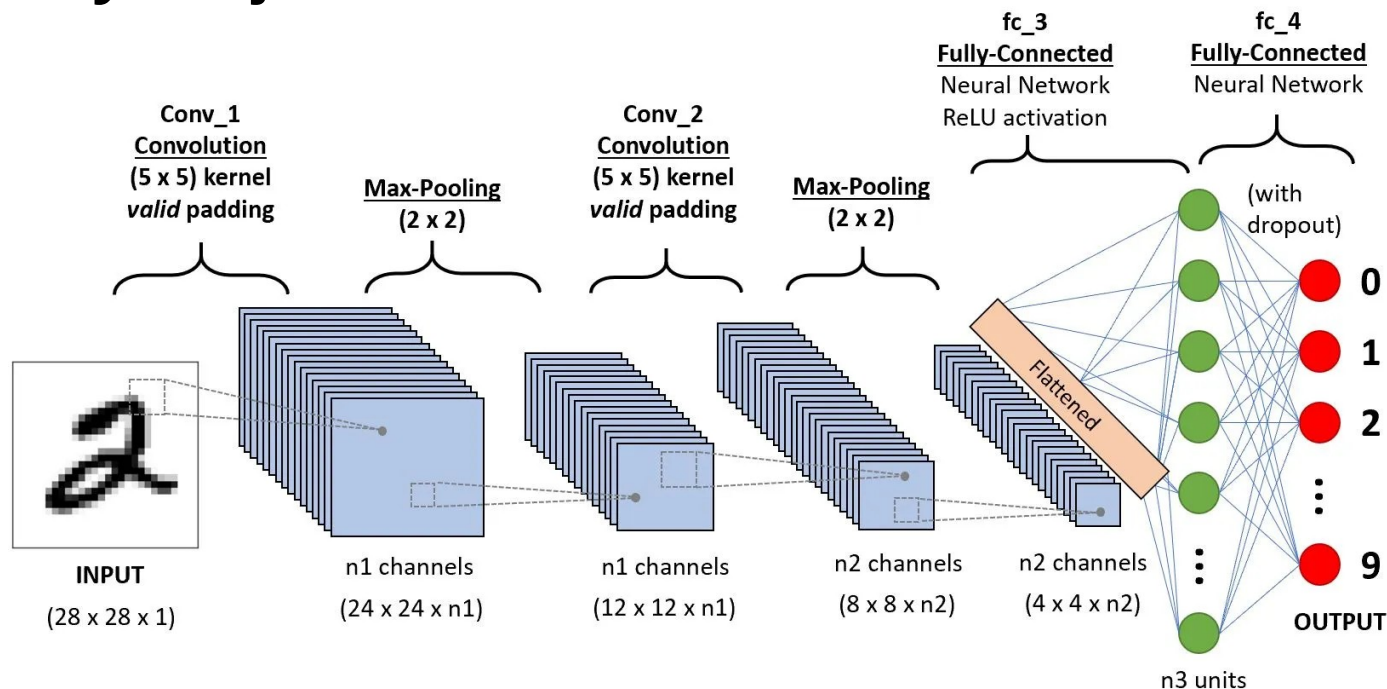 fc_3
Fully-Connected
Neural Network
ReLU activation
fc_4
Fully-Connected
Neural Network
Conv_1
Convolution
(5 x 5) kernel
valid padding
Max-Pooling
(2 x 2)
Conv_2
Convolution
(5 x 5) kernel
valid padding
Max-Pooling
(2 x 2)
(with
dropout)
0
1
2
9
Flattened
2
INPUT
(28 x 28 x 1)
n1 channels
(24 x 24 x n1)
n1 channels
(12 x 12 x n1)
n2 channels
(8 x 8 x n2)
n2 channels
(4 x 4 x n2)
OUTPUT
n3 units